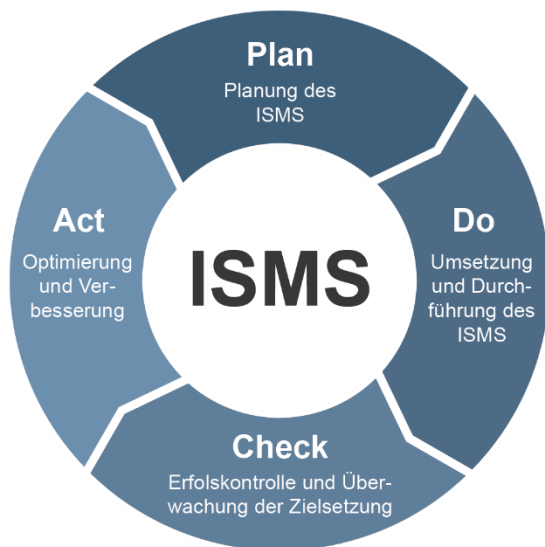 Plan
Planung des
ISMS
Do
Umsetzung
und Durch-
führung des
ISMS
Check
Erfolskontrolle und Über-
wachung der Zielsetzung
Act
Optimierung
und Ver-
besserung
ISMS